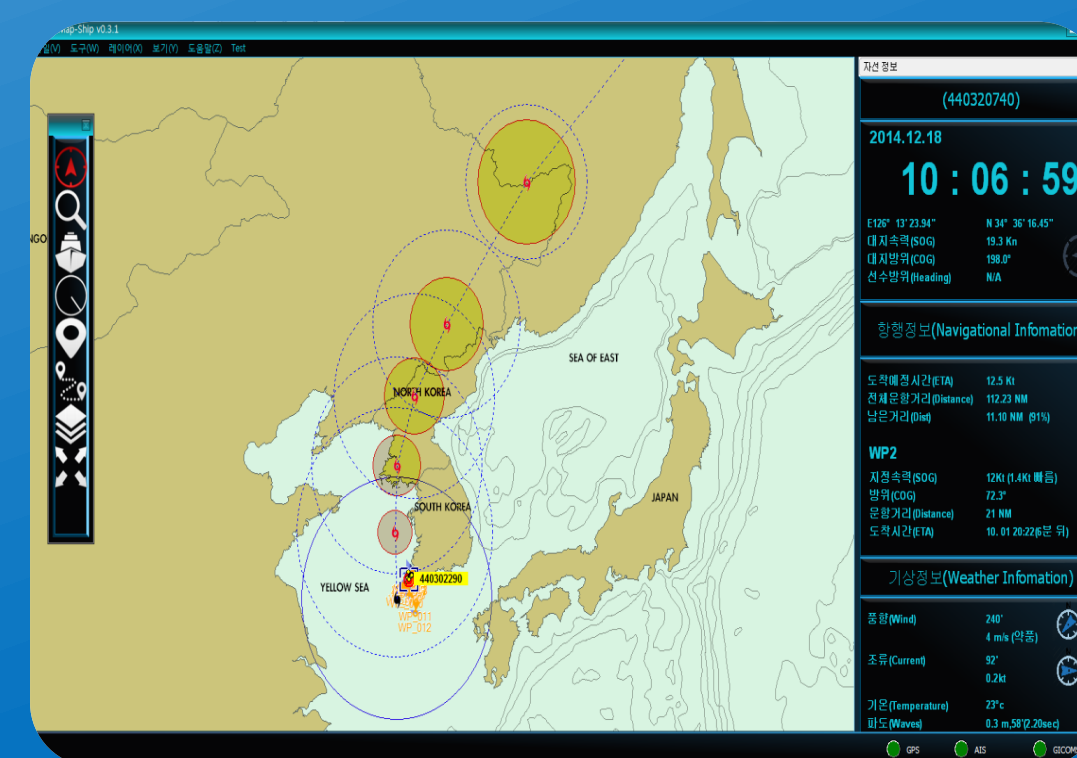 Map-Ship v0.3.1
도구(W) 레이어(X) 보기(Y) 도움말(Z) Test
NORTH KOREA
SEA OF EAST
SOUTH KOREA
JAPAN
YELLOW SEA
440302290
WP_011
WP_012
자선 정보
(440320740)
2014.12.18
10 : 06 : 59
E126° 13' 23.94" N 34° 36' 16.45"
대지속력(SOG) 19.3 Kn
대지방위(COG) 198.0°
선수방위(Heading) N/A
항행정보(Navigational Infomation
도착예정시간(ETA) 12.5 Kt
전체운항거리(Distance) 112.23 NM
남은거리(Dist) 11.10 NM (91%)
WP2
지정속력(SOG) 12Kt (1.4Kt 빠름)
방위(COG) 72.3°
운항거리(Distance) 21 NM
도착시간(ETA) 10. 01 20:22(6분 뒤)
기상정보(Weather Infomation)
풍향(Wind) 240°
4 m/s (약풍)
조류(Current) 92°
0.2kt
기온(Temperature) 23°c
파도(Waves) 0.3 m,58°(2.20sec)
GPS AIS GICOMS